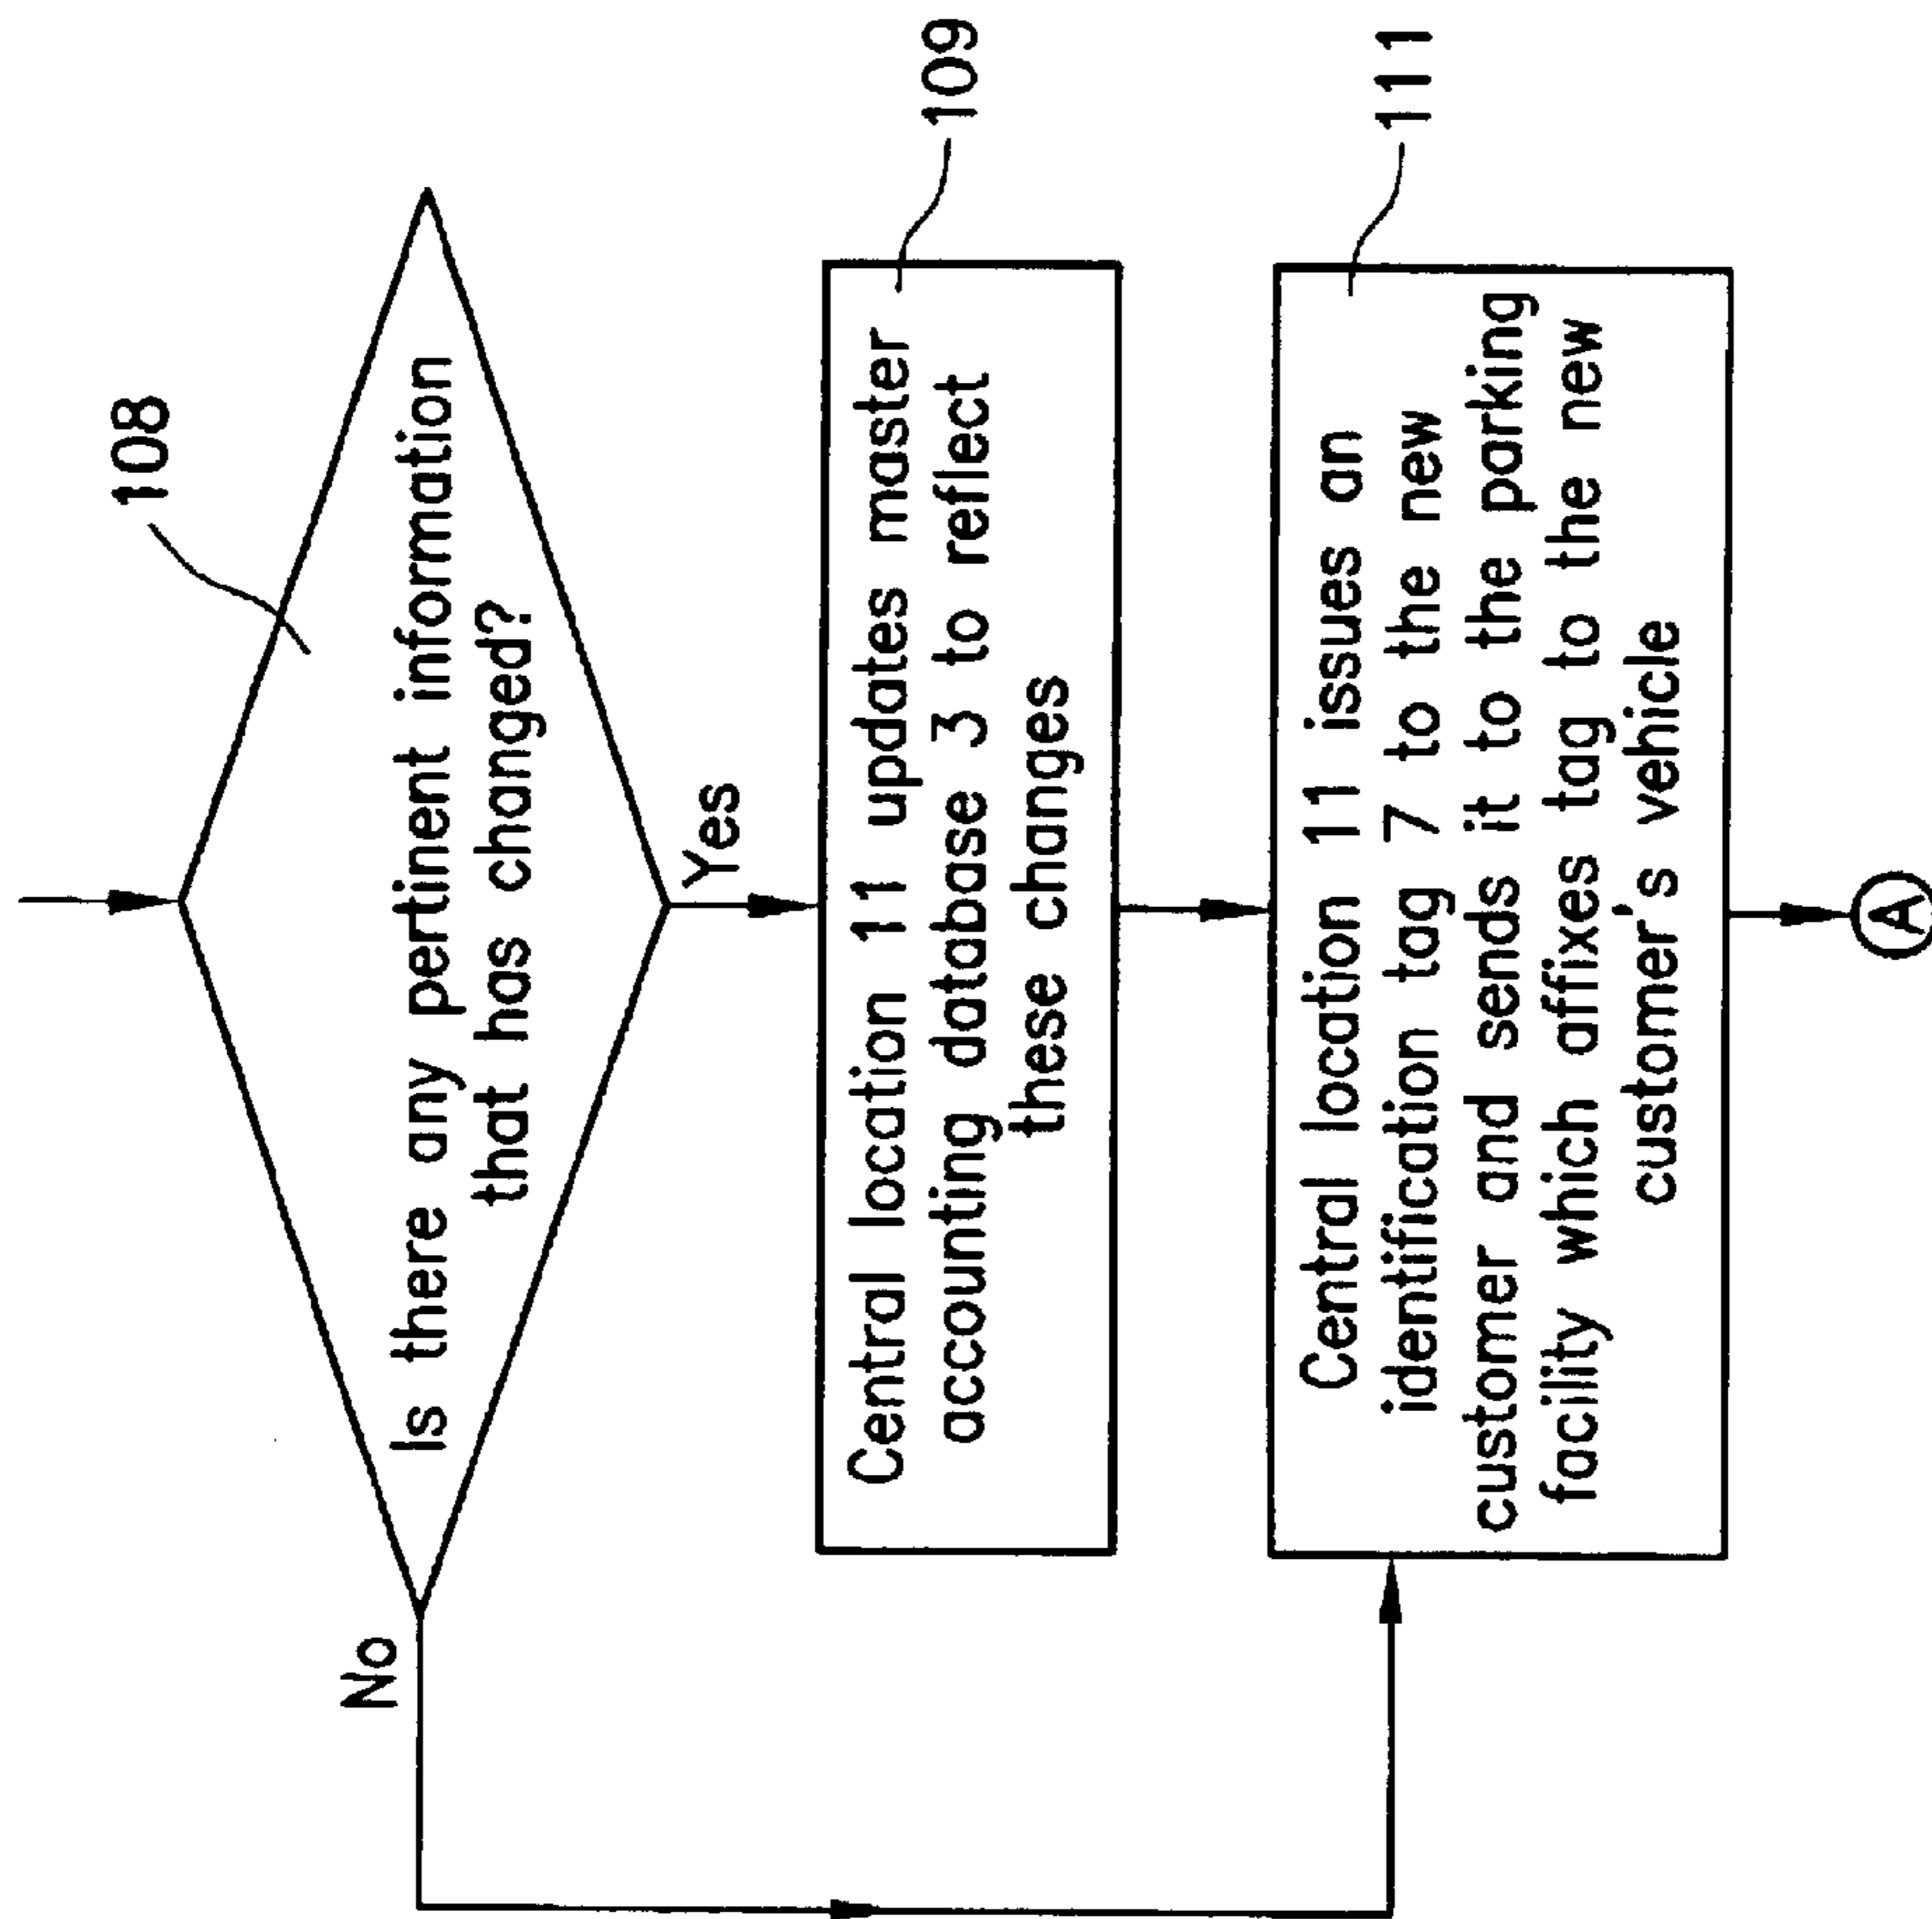 108
Is there any pertinent information
that has changed?
No
Yes
109
Central location 11 updates master
accounting database 3 to reflect
these changes
111
Central location 11 issues an
identification tag 7 to the new
customer and sends it to the parking
facility which affixes tag to the new
customer's vehicle
A